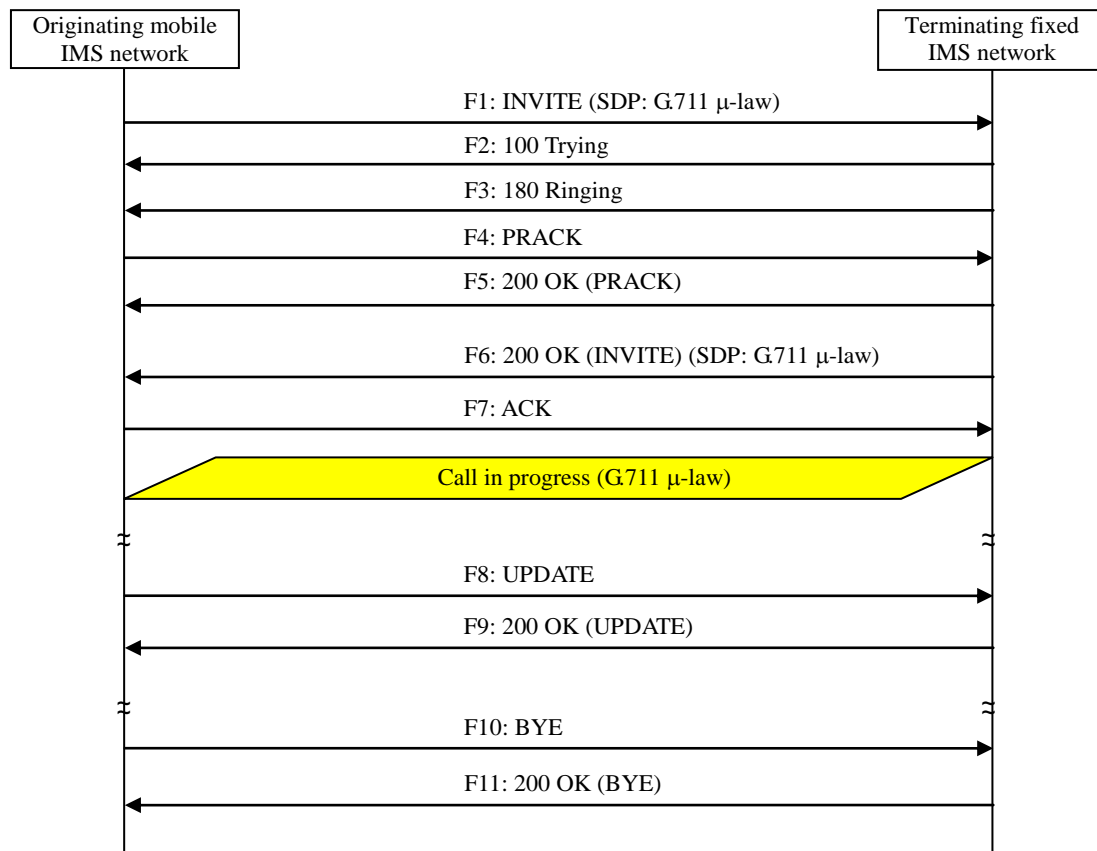 Originating mobile
IMS network
Terminating fixed
IMS network
F1: INVITE (SDP: G.711 μ-law)
F2: 100 Trying
F3: 180 Ringing
F4: PRACK
F5: 200 OK (PRACK)
F6: 200 OK (INVITE) (SDP: G.711 μ-law)
F7: ACK
Call in progress (G.711 μ-law)
F8: UPDATE
F9: 200 OK (UPDATE)
F10: BYE
F11: 200 OK (BYE)